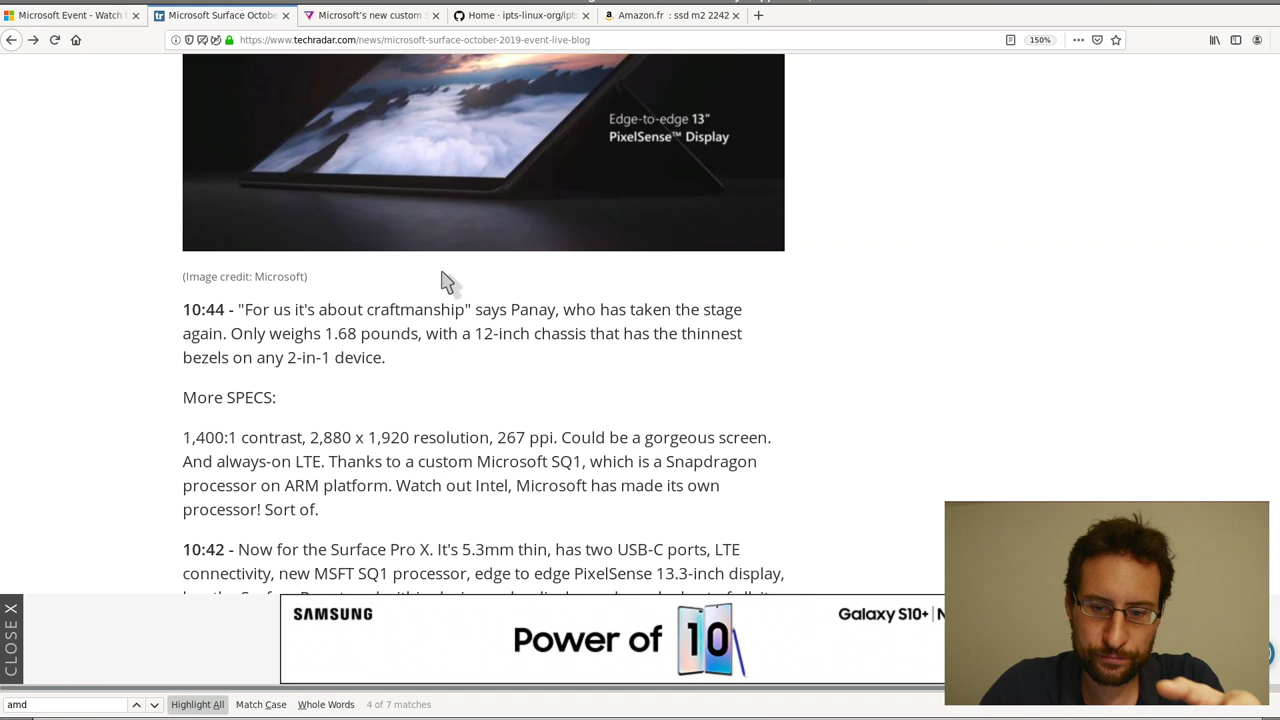 Microsoft Event - Watch
Microsoft Surface Octobe
Microsoft's new custom
Home · ipts-linux-org/ipt
Amazon.fr : ssd m2 2242
https://www.techradar.com/news/microsoft-surface-october-2019-event-live-blog
150%
Edge-to-edge 13”
PixelSense™ Display
(Image credit: Microsoft)
10:44 - "For us it's about craftmanship" says Panay, who has taken the stage
again. Only weighs 1.68 pounds, with a 12-inch chassis that has the thinnest
bezels on any 2-in-1 device.
More SPECS:
1,400:1 contrast, 2,880 x 1,920 resolution, 267 ppi. Could be a gorgeous screen.
And always-on LTE. Thanks to a custom Microsoft SQ1, which is a Snapdragon
processor on ARM platform. Watch out Intel, Microsoft has made its own
processor! Sort of.
10:42 - Now for the Surface Pro X. It's 5.3mm thin, has two USB-C ports, LTE
connectivity, new MSFT SQ1 processor, edge to edge PixelSense 13.3-inch display,
CLOSE X
SAMSUNG
Power of 10
Galaxy S10+ | N
amd
Highlight All
Match Case
Whole Words
4 of 7 matches